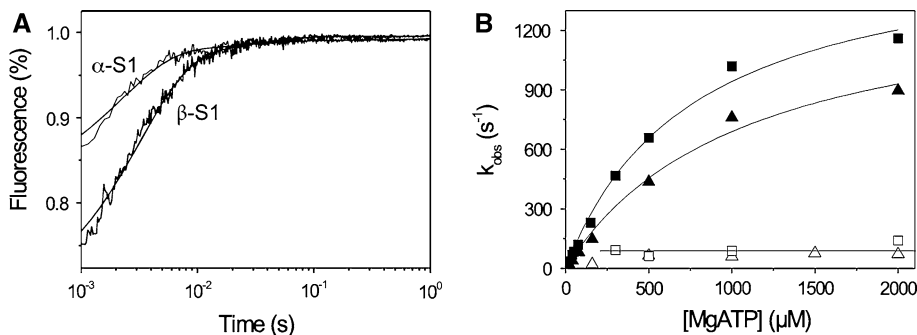 A
Fluorescence (%)
1.0
0.9
0.8
α-S1
β-S1
10⁻³
10⁻²
10⁻¹
10⁰
Time (s)
B
kobs (s⁻¹)
1200
900
600
300
0
0
500
1000
1500
2000
[MgATP] (µM)